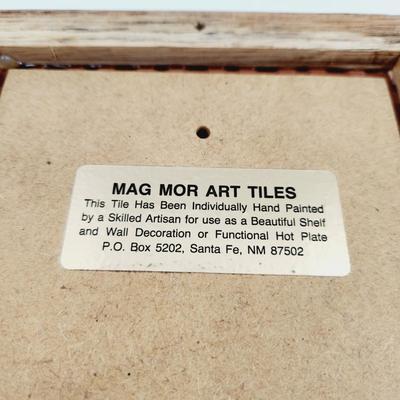 MAG MOR ART TILES
This Tile Has Been Individually Hand Painted
by a Skilled Artisan for use as a Beautiful Shelf
and Wall Decoration or Functional Hot Plate
P.O. Box 5202, Santa Fe, NM 87502